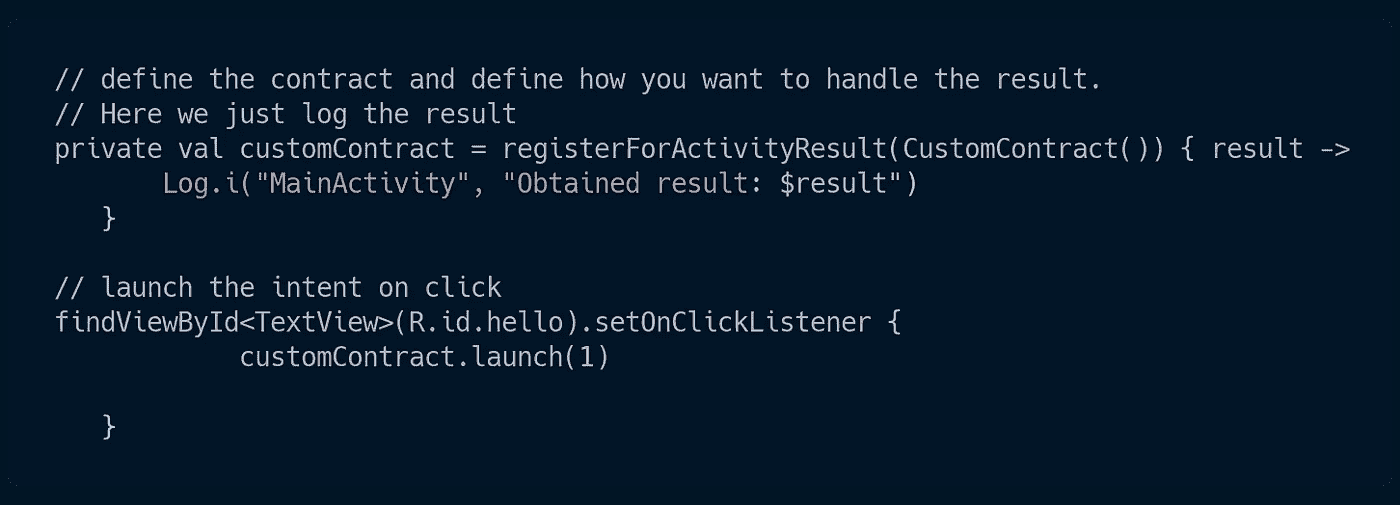 // define the contract and define how you want to handle the result.
// Here we just log the result
private val customContract = registerForActivityResult(CustomContract()) { result ->
Log.i("MainActivity", "Obtained result: $result")
}
// launch the intent on click
findViewById<TextView>(R.id.hello).setOnClickListener {
customContract.launch(1)
}